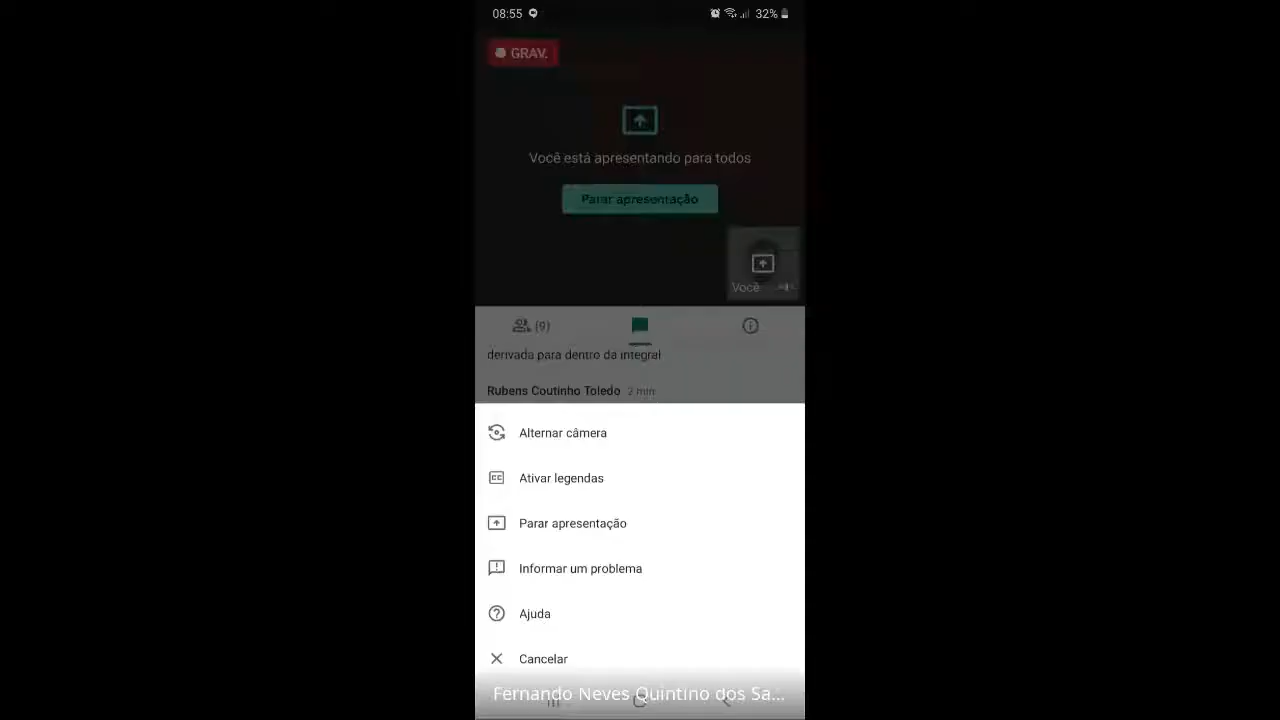 08:55 32%
GRAV.
Você está apresentando para todos
Parar apresentação
Você
(9)
derivada para dentro da integral
Rubens Coutinho Toledo 2 min
Alternar câmera
CC Ativar legendas
Parar apresentação
Informar um problema
Ajuda
Cancelar
Fernando Neves Quintino dos Sa...